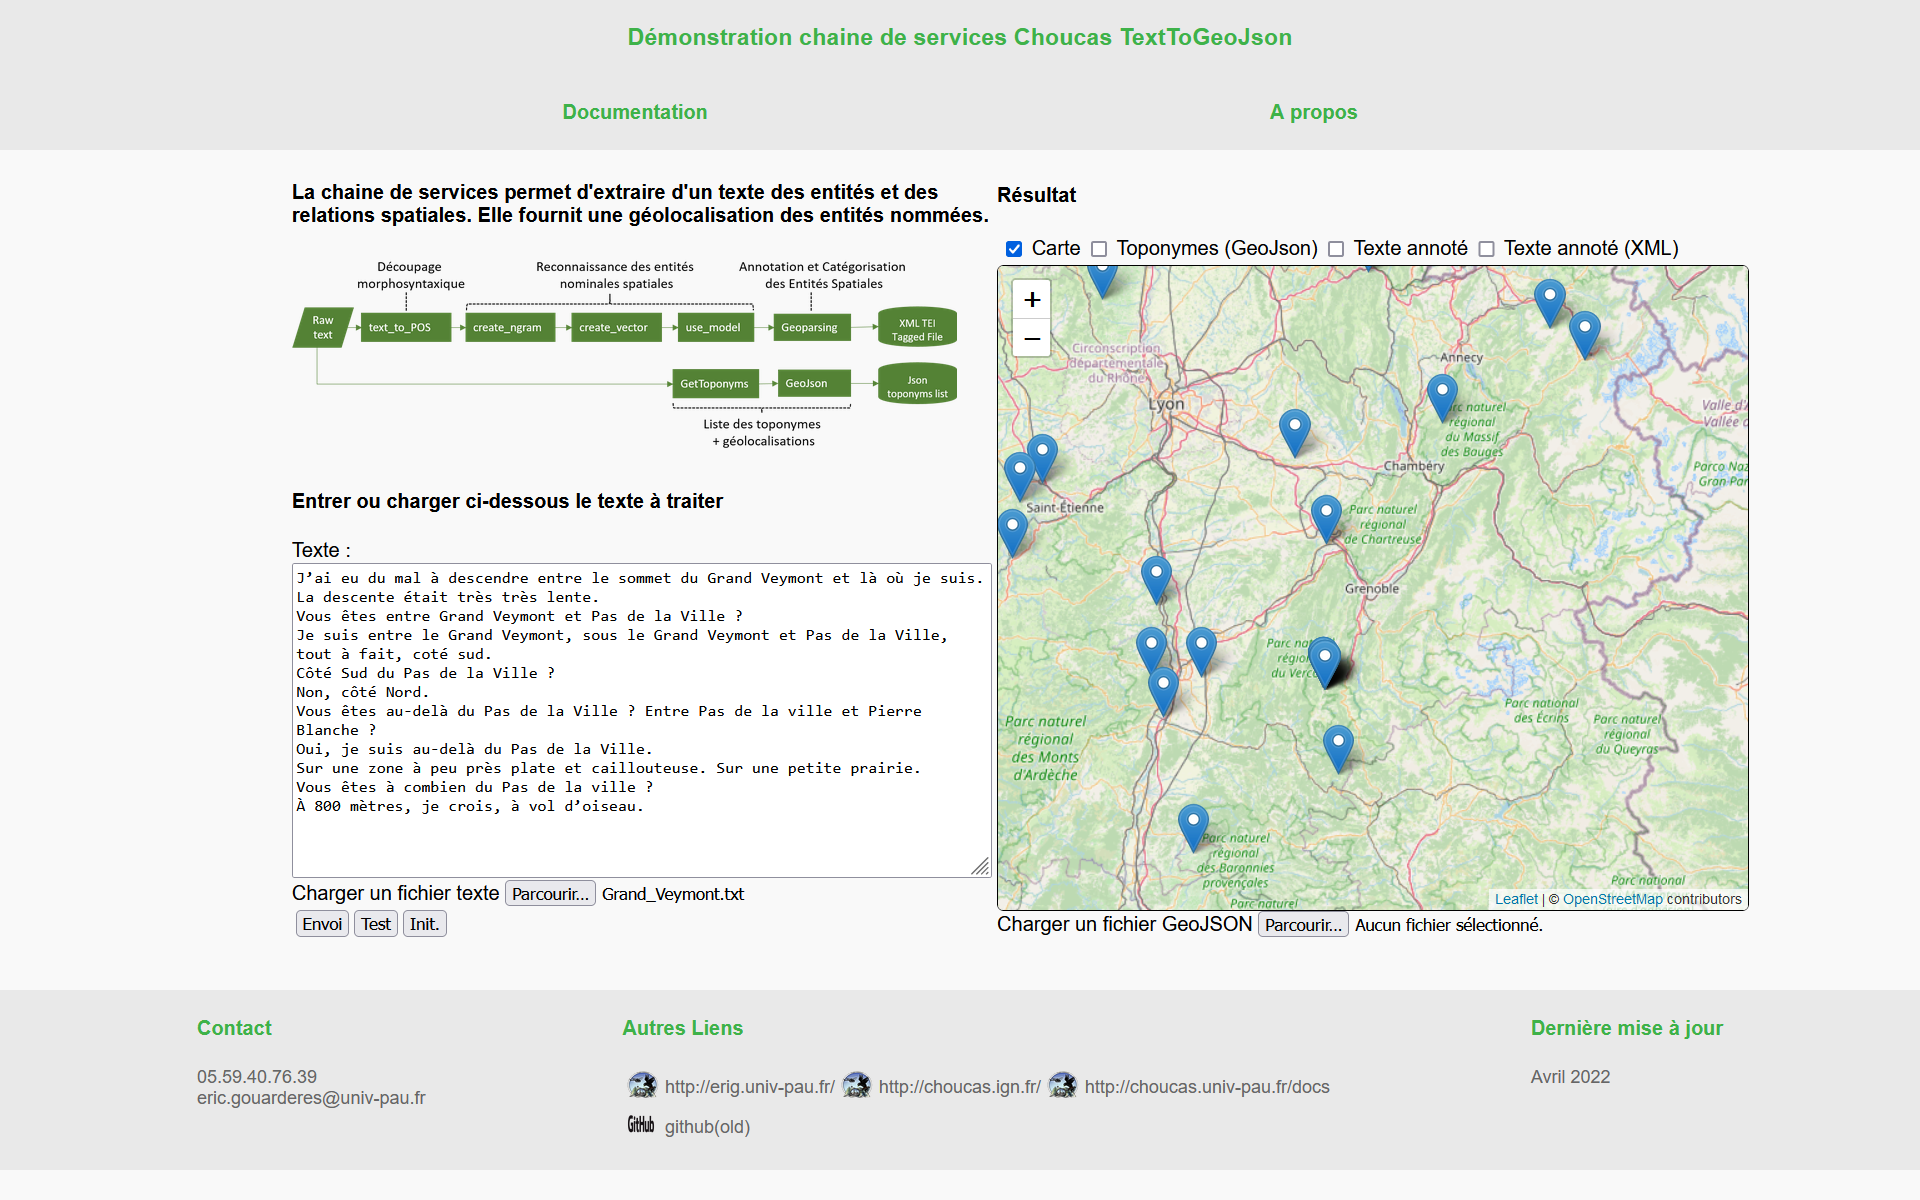 Démonstration chaine de services Choucas TextToGeoJson
Documentation
A propos
La chaine de services permet d'extraire d'un texte des entités et des
relations spatiales. Elle fournit une géolocalisation des entités nommées.
Découpage
morphosyntaxique
Reconnaissance des entités
nominales spatiales
Annotation et Catégorisation
des Entités Spatiales
Raw
text
text_to_POS
create_ngram
create_vector
use_model
Geoparsing
XML TEI
Tagged File
GetToponyms
GeoJson
Json
toponyms list
Liste des toponymes
+ géolocalisations
Entrer ou charger ci-dessous le texte à traiter
Texte :
J’ai eu du mal à descendre entre le sommet du Grand Veymont et là où je suis.
La descente était très très lente.
Vous êtes entre Grand Veymont et Pas de la Ville ?
Je suis entre le Grand Veymont, sous le Grand Veymont et Pas de la Ville,
tout à fait, coté sud.
Côté Sud du Pas de la Ville ?
Non, côté Nord.
Vous êtes au-delà du Pas de la Ville ? Entre Pas de la ville et Pierre
Blanche ?
Oui, je suis au-delà du Pas de la Ville.
Sur une zone à peu près plate et caillouteuse. Sur une petite prairie.
Vous êtes à combien du Pas de la ville ?
À 800 mètres, je crois, à vol d’oiseau.
Charger un fichier texte Parcourir... Grand_Veymont.txt
Envoi Test Init.
Résultat
Carte Toponymes (GeoJson) Texte annoté Texte annoté (XML)
+
−
Circonscription
départementale
du Rhône
Annecy
Lyon
Parc naturel
régional
du Massif
des Bauges
Valle d'A
Vallée d
Chambéry
Parco Naz
Gran Par
Saint-Étienne
Parc naturel
régional
de Chartreuse
Grenoble
Parc nat
régio
du Verco
Parc national
des Écrins
Parc naturel
régional
du Queyras
Parc naturel
régional
des Monts
d'Ardèche
Parc naturel
régional
des Baronnies
provençales
Parc naturel
Parc national
Leaflet | © OpenStreetMap contributors
Charger un fichier GeoJSON Parcourir... Aucun fichier sélectionné.
Contact
05.59.40.76.39
eric.gouarderes@univ-pau.fr
Autres Liens
http://erig.univ-pau.fr/ http://choucas.ign.fr/ http://choucas.univ-pau.fr/docs
GitHub github(old)
Dernière mise à jour
Avril 2022